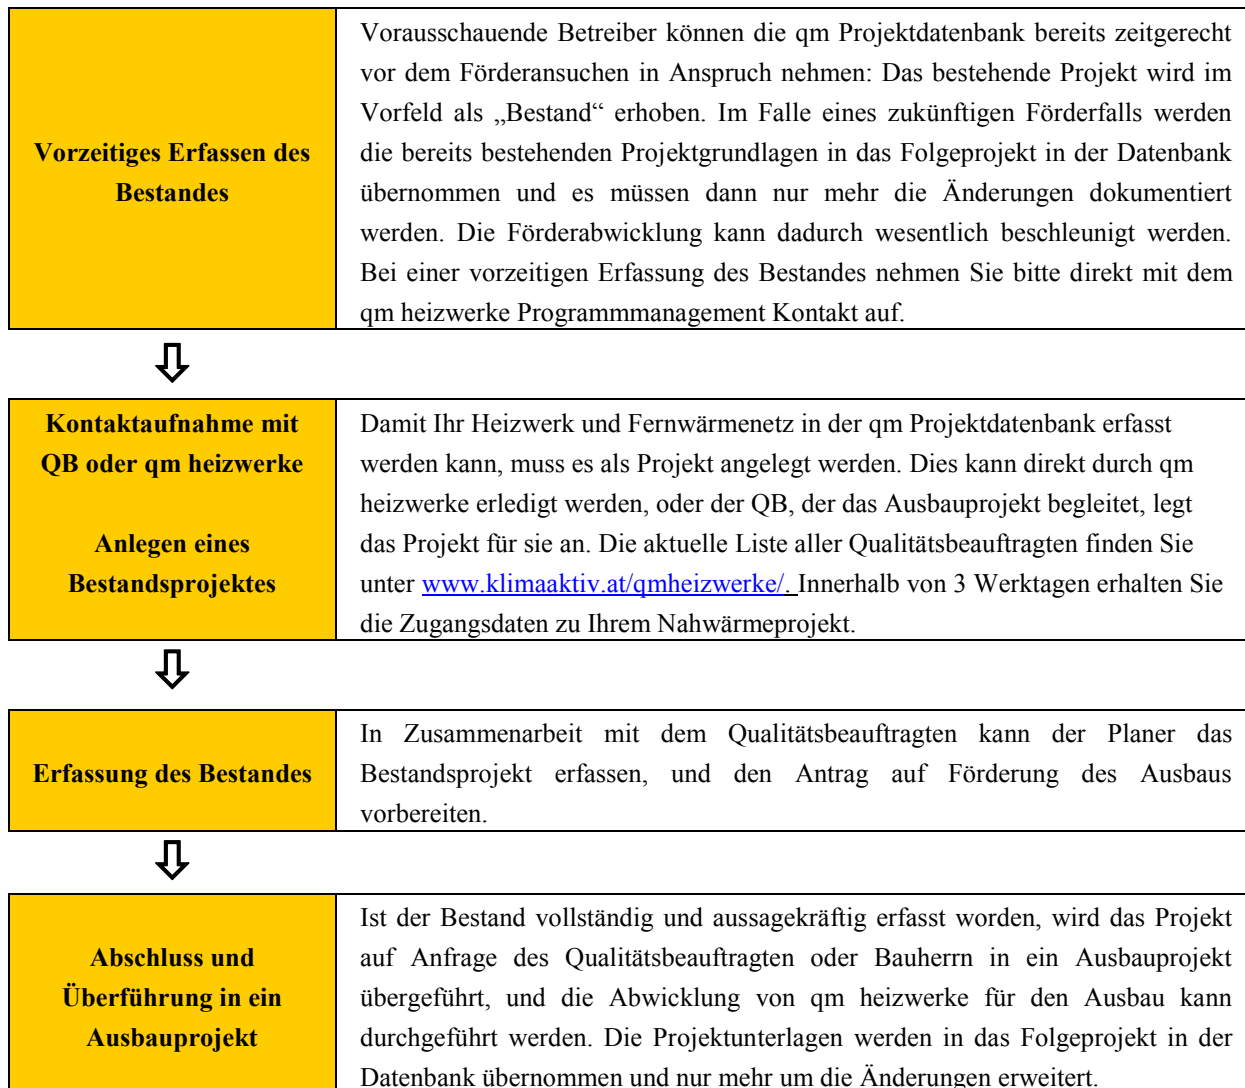 Vorzeitiges Erfassen des
Bestandes
Vorausschauende Betreiber können die qm Projektdatenbank bereits zeitgerecht
vor dem Förderansuchen in Anspruch nehmen: Das bestehende Projekt wird im
Vorfeld als „Bestand“ erhoben. Im Falle eines zukünftigen Förderfalls werden
die bereits bestehenden Projektgrundlagen in das Folgeprojekt in der Datenbank
übernommen und es müssen dann nur mehr die Änderungen dokumentiert
werden. Die Förderabwicklung kann dadurch wesentlich beschleunigt werden.
Bei einer vorzeitigen Erfassung des Bestandes nehmen Sie bitte direkt mit dem
qm heizwerke Programmmanagement Kontakt auf.
Kontaktaufnahme mit
QB oder qm heizwerke
Anlegen eines
Bestandsprojektes
Damit Ihr Heizwerk und Fernwärmenetz in der qm Projektdatenbank erfasst
werden kann, muss es als Projekt angelegt werden. Dies kann direkt durch qm
heizwerke erledigt werden, oder der QB, der das Ausbauprojekt begleitet, legt
das Projekt für sie an. Die aktuelle Liste aller Qualitätsbeauftragten finden Sie
unter www.klimaaktiv.at/qmheizwerke/. Innerhalb von 3 Werktagen erhalten Sie
die Zugangsdaten zu Ihrem Nahwärmeprojekt.
Erfassung des Bestandes
In Zusammenarbeit mit dem Qualitätsbeauftragten kann der Planer das
Bestandsprojekt erfassen, und den Antrag auf Förderung des Ausbaus
vorbereiten.
Abschluss und
Überführung in ein
Ausbauprojekt
Ist der Bestand vollständig und aussagekräftig erfasst worden, wird das Projekt
auf Anfrage des Qualitätsbeauftragten oder Bauherrn in ein Ausbauprojekt
übergeführt, und die Abwicklung von qm heizwerke für den Ausbau kann
durchgeführt werden. Die Projektunterlagen werden in das Folgeprojekt in der
Datenbank übernommen und nur mehr um die Änderungen erweitert.